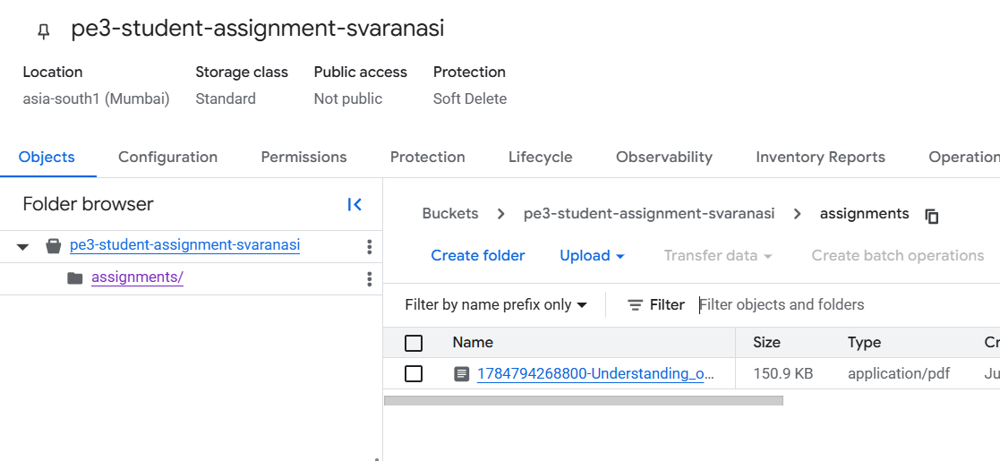 pe3-student-assignment-svaranasi
Location Storage class Public access Protection
asia-south1 (Mumbai) Standard Not public Soft Delete
Objects Configuration Permissions Protection Lifecycle Observability Inventory Reports Operation
Folder browser
pe3-student-assignment-svaranasi
assignments/
Buckets > pe3-student-assignment-svaranasi > assignments
Create folder Upload Transfer data Create batch operations
Filter by name prefix only Filter Filter objects and folders
Name Size Type Cr
1784794268800-Understanding_o... 150.9 KB application/pdf Ju